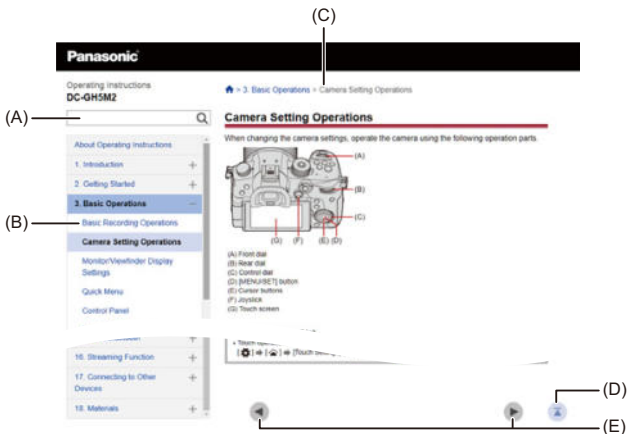 (C)
Panasonic
Operating Instructions
DC-GH5M2
> 3. Basic Operations > Camera Setting Operations
(A)
Camera Setting Operations
When changing the camera settings, operate the camera using the following operation parts.
About Operating Instructions
1. Introduction +
2. Getting Started +
3. Basic Operations −
(B)
Basic Recording Operations
Camera Setting Operations
Monitor/Viewfinder Display
Settings
Quick Menu
Control Panel
(A)
(B)
(C)
(G) (F) (E) (D)
(A) Front dial
(B) Rear dial
(C) Control dial
(D) [MENU/SET] button
(E) Cursor buttons
(F) Joystick
(G) Touch screen
16. Streaming Function +
17. Connecting to Other
Devices +
18. Materials +
(D)
(E)